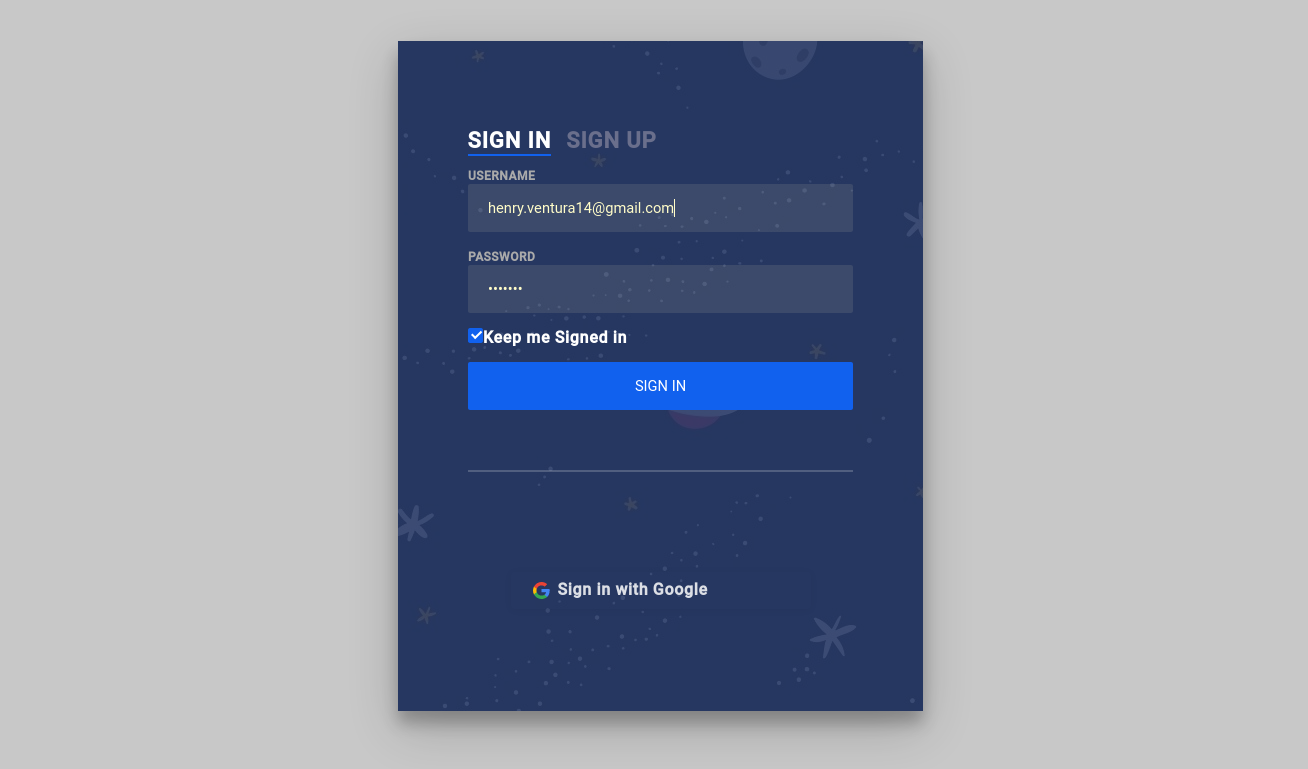 SIGN IN SIGN UP
USERNAME
henry.ventura14@gmail.com
PASSWORD
•••••••
Keep me Signed in
SIGN IN
Sign in with Google